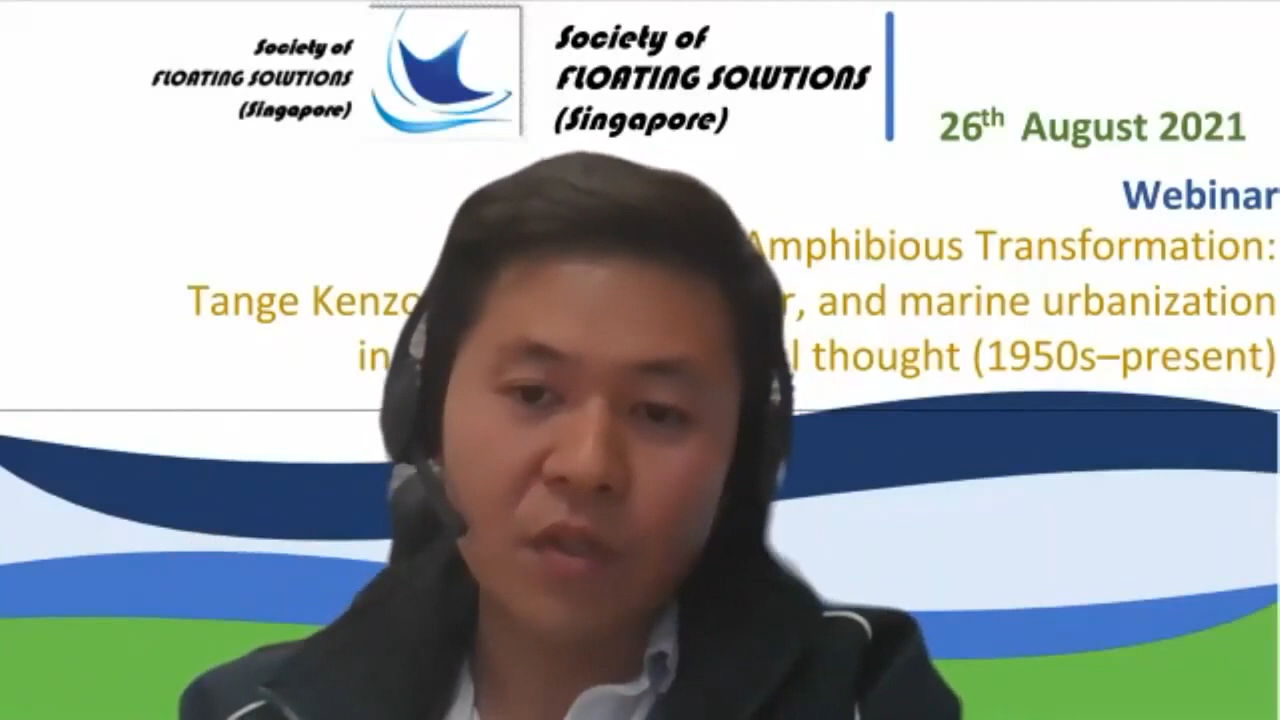 Society of
FLOATING SOLUTIONS
(Singapore)
Society of
FLOATING SOLUTIONS
(Singapore)
26th August 2021
Webinar
Amphibious Transformation:
Tange Kenzo and marine urbanization
in thought (1950s–present)